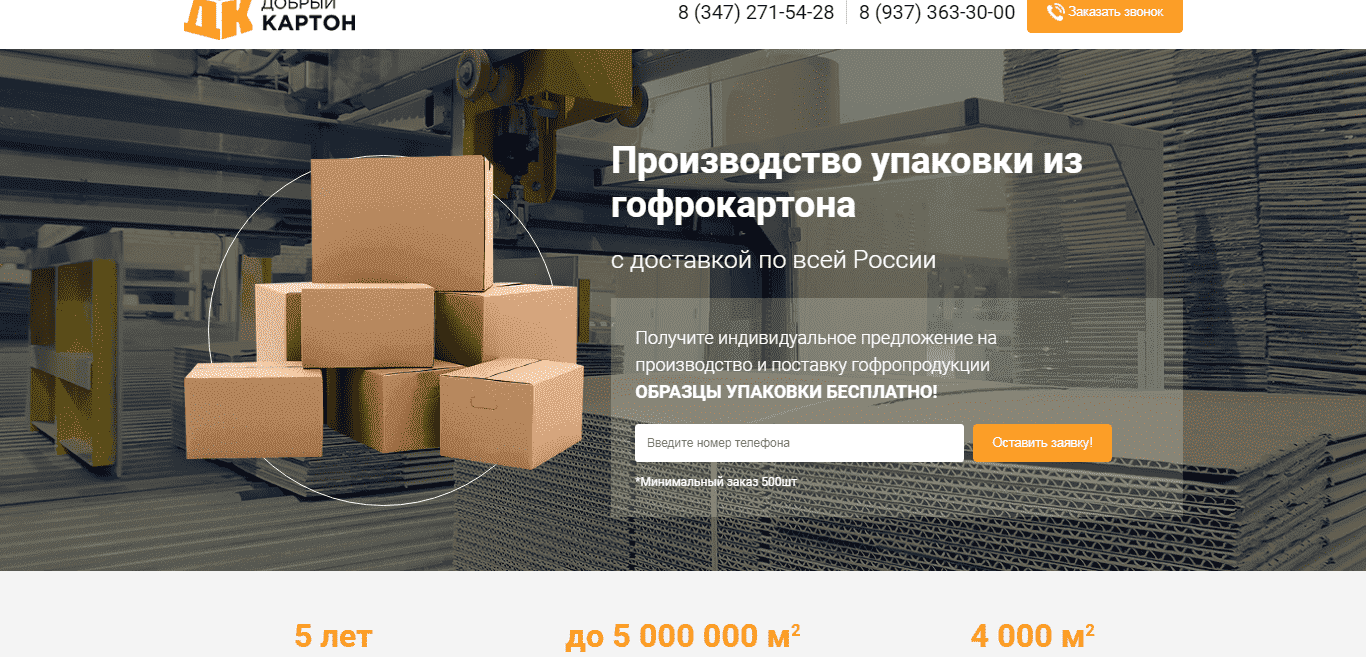 ДК
ДОБРЫЙ
КАРТОН
8 (347) 271-54-28
8 (937) 363-30-00
Заказать звонок
Производство упаковки из
гофрокартона
с доставкой по всей России
Получите индивидуальное предложение на
производство и поставку гофропродукции
ОБРАЗЦЫ УПАКОВКИ БЕСПЛАТНО!
Введите номер телефона
Оставить заявку!
*Минимальный заказ 500шт
5 лет
до 5 000 000 м²
4 000 м²